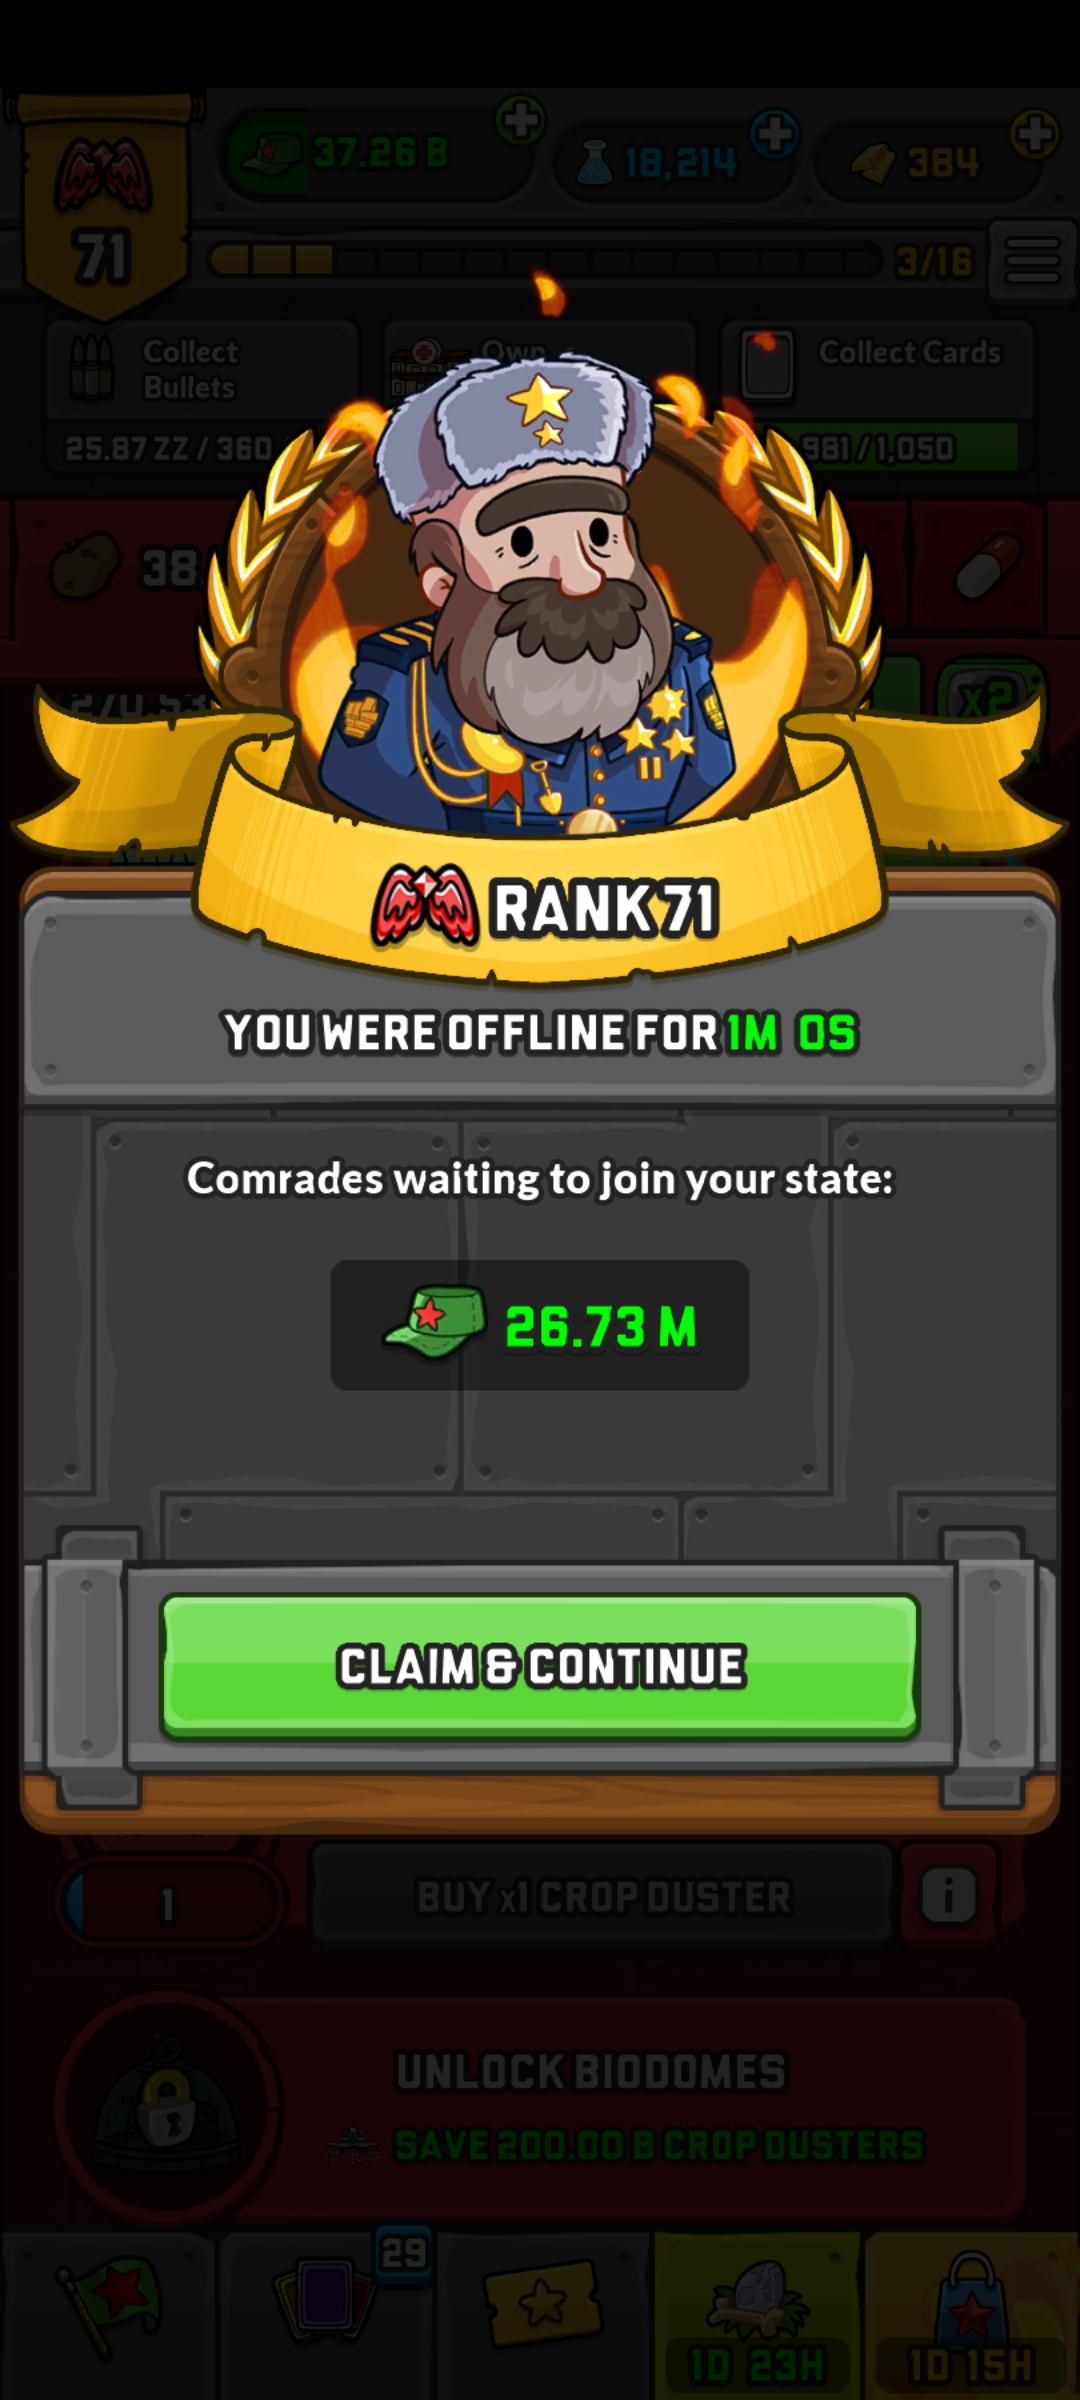 37.26 B
18,214
384
71
3/16
Collect
Bullets
Own
Collect Cards
25.87 ZZ / 360
981 / 1,050
38
x2
RANK 71
YOU WERE OFFLINE FOR 1M 0S
Comrades waiting to join your state:
26.73 M
CLAIM & CONTINUE
1
BUY x1 CROP DUSTER
i
UNLOCK BIODOMES
SAVE 200.00 B CROP DUSTERS
29
1D 23H
1D 15H